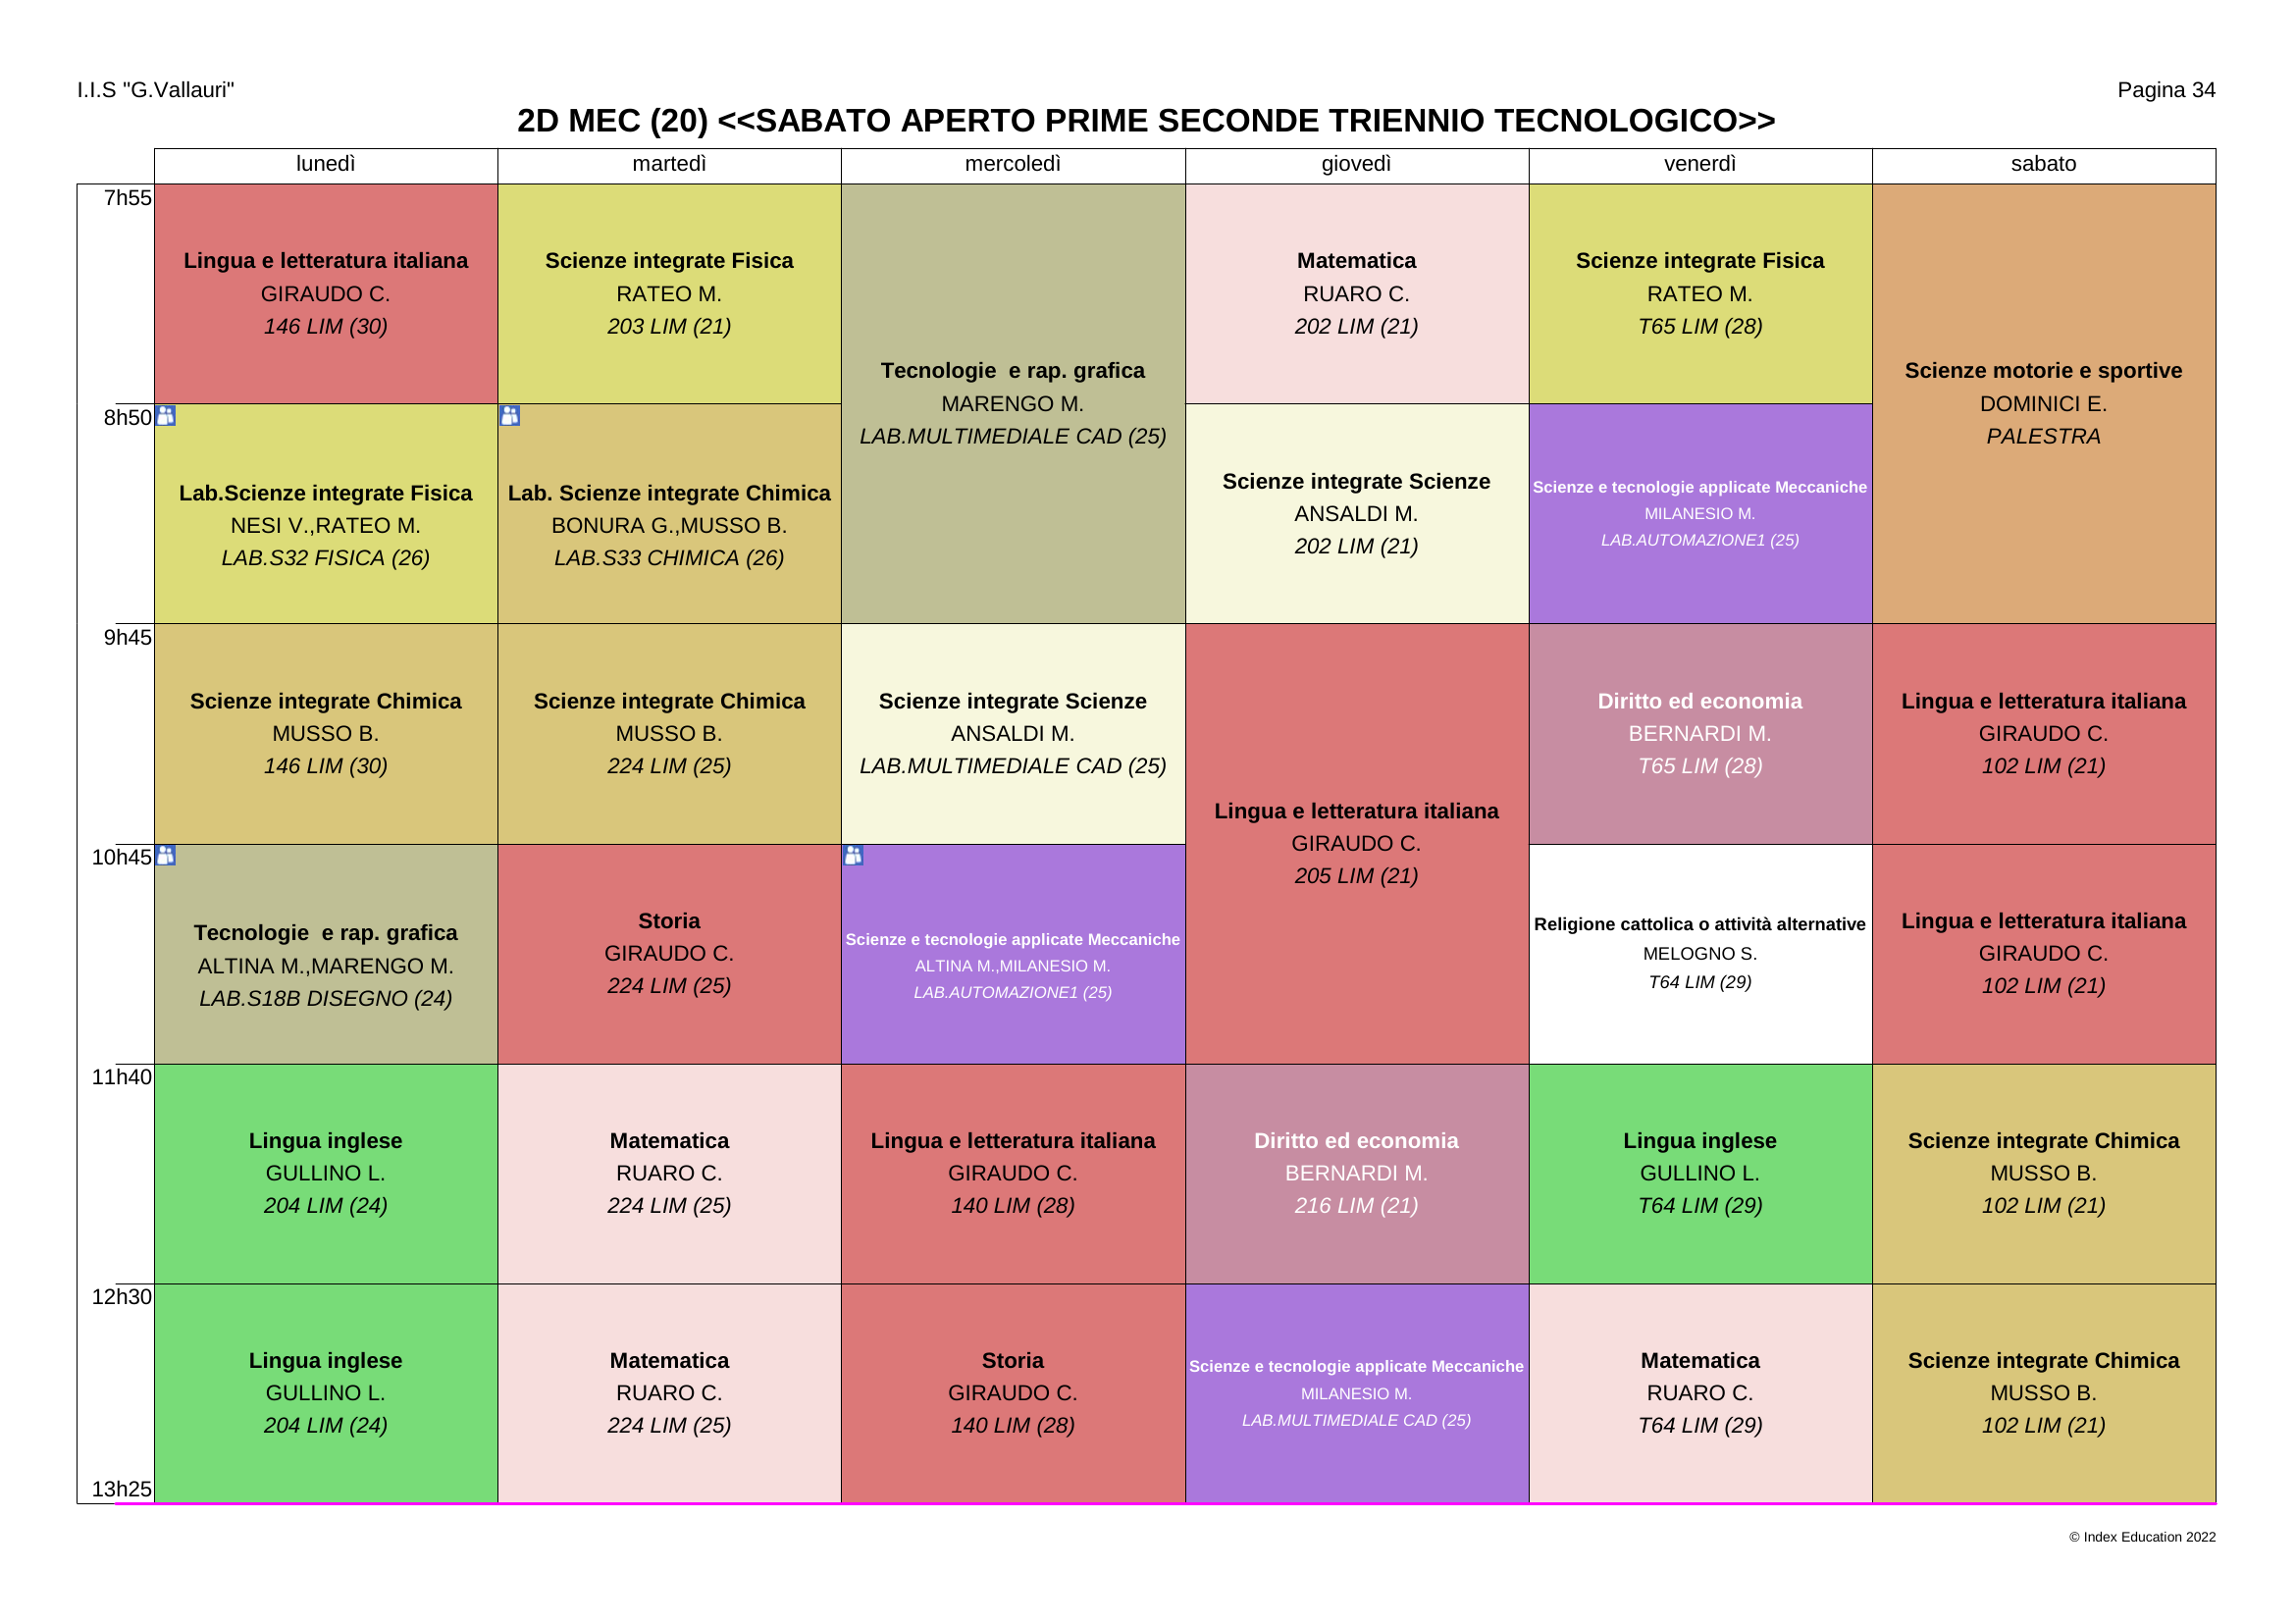 I.I.S "G.Vallauri"
Pagina 34
2D MEC (20) <<SABATO APERTO PRIME SECONDE TRIENNIO TECNOLOGICO>>
lunedì
martedì
mercoledì
giovedì
venerdì
sabato
7h55
Lingua e letteratura italiana
GIRAUDO C.
146 LIM (30)
Scienze integrate Fisica
RATEO M.
203 LIM (21)
Tecnologie  e rap. grafica
MARENGO M.
LAB.MULTIMEDIALE CAD (25)
Matematica
RUARO C.
202 LIM (21)
Scienze integrate Fisica
RATEO M.
T65 LIM (28)
Scienze motorie e sportive
DOMINICI E.
PALESTRA
8h50
Lab.Scienze integrate Fisica
NESI V.,RATEO M.
LAB.S32 FISICA (26)
Lab. Scienze integrate Chimica
BONURA G.,MUSSO B.
LAB.S33 CHIMICA (26)
Scienze integrate Scienze
ANSALDI M.
202 LIM (21)
Scienze e tecnologie applicate Meccaniche
MILANESIO M.
LAB.AUTOMAZIONE1 (25)
9h45
Scienze integrate Chimica
MUSSO B.
146 LIM (30)
Scienze integrate Chimica
MUSSO B.
224 LIM (25)
Scienze integrate Scienze
ANSALDI M.
LAB.MULTIMEDIALE CAD (25)
Lingua e letteratura italiana
GIRAUDO C.
205 LIM (21)
Diritto ed economia
BERNARDI M.
T65 LIM (28)
Lingua e letteratura italiana
GIRAUDO C.
102 LIM (21)
10h45
Tecnologie  e rap. grafica
ALTINA M.,MARENGO M.
LAB.S18B DISEGNO (24)
Storia
GIRAUDO C.
224 LIM (25)
Scienze e tecnologie applicate Meccaniche
ALTINA M.,MILANESIO M.
LAB.AUTOMAZIONE1 (25)
Religione cattolica o attività alternative
MELOGNO S.
T64 LIM (29)
Lingua e letteratura italiana
GIRAUDO C.
102 LIM (21)
11h40
Lingua inglese
GULLINO L.
204 LIM (24)
Matematica
RUARO C.
224 LIM (25)
Lingua e letteratura italiana
GIRAUDO C.
140 LIM (28)
Diritto ed economia
BERNARDI M.
216 LIM (21)
Lingua inglese
GULLINO L.
T64 LIM (29)
Scienze integrate Chimica
MUSSO B.
102 LIM (21)
12h30
Lingua inglese
GULLINO L.
204 LIM (24)
Matematica
RUARO C.
224 LIM (25)
Storia
GIRAUDO C.
140 LIM (28)
Scienze e tecnologie applicate Meccaniche
MILANESIO M.
LAB.MULTIMEDIALE CAD (25)
Matematica
RUARO C.
T64 LIM (29)
Scienze integrate Chimica
MUSSO B.
102 LIM (21)
13h25
© Index Education 2022